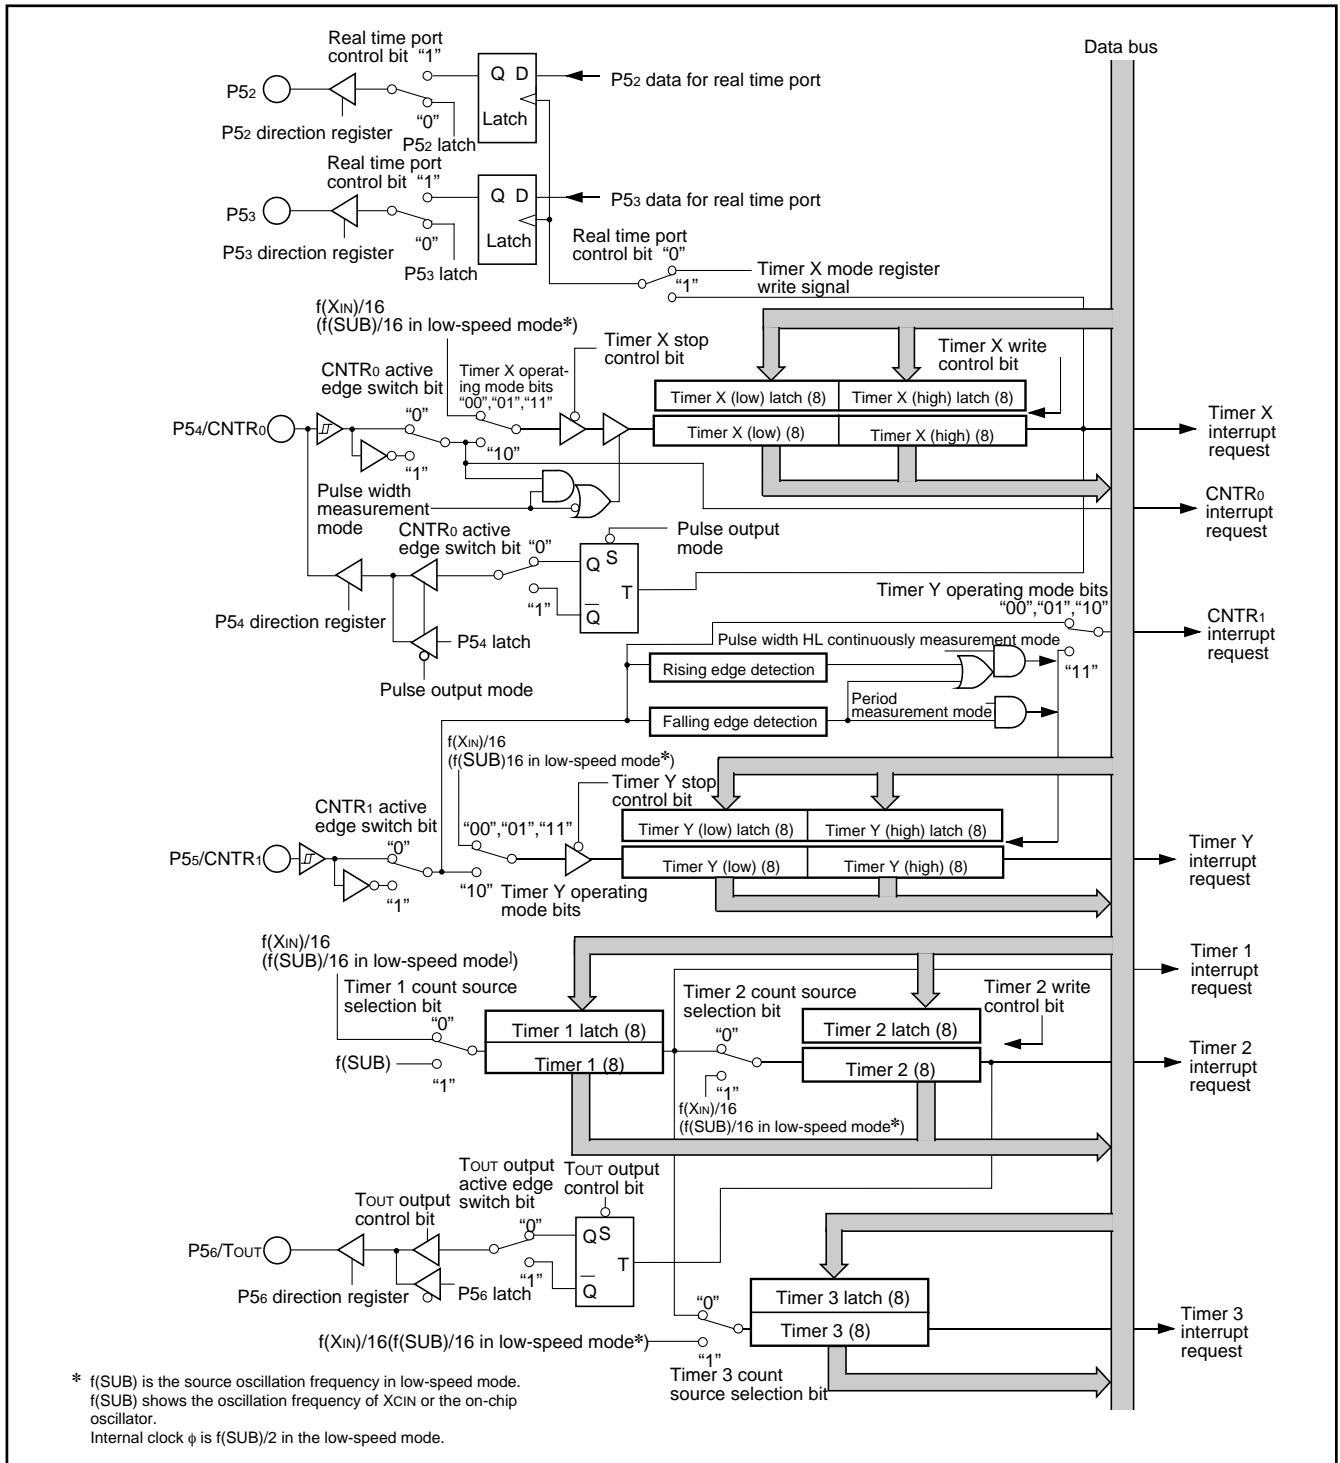 Data bus
Real time port
control bit “1”
Q D
P52 data for real time port
P52
“0”
Latch
P52 direction register
P52 latch
Real time port
control bit “1”
Q D
P53 data for real time port
P53
“0”
Latch
P53 direction register
P53 latch
Real time port
control bit “0”
“1”
Timer X mode register
write signal
f(XIN)/16
(f(SUB)/16 in low-speed mode*)
Timer X stop
control bit
Timer X write
control bit
CNTR0 active
edge switch bit
Timer X operat-
ing mode bits
“00”,“01”,“11”
Timer X (low) latch (8)
Timer X (high) latch (8)
Timer X (low) (8)
Timer X (high) (8)
Timer X
interrupt
request
P54/CNTR0
“0”
“10”
“1”
Pulse width
measurement
mode
CNTR0
interrupt
request
CNTR0 active
edge switch bit
“0”
Q S
T
Q
“1”
Pulse output
mode
P54 direction register
P54 latch
Pulse output mode
Timer Y operating mode bits
“00”,“01”,“10”
CNTR1
interrupt
request
Pulse width HL continuously measurement mode
“11”
Rising edge detection
Period
measurement mode
Falling edge detection
f(XIN)/16
(f(SUB)16 in low-speed mode*)
Timer Y stop
control bit
CNTR1 active
edge switch bit
“00”,“01”,“11”
Timer Y (low) latch (8)
Timer Y (high) latch (8)
Timer Y (low) (8)
Timer Y (high) (8)
Timer Y
interrupt
request
P55/CNTR1
“0”
“1”
“10”
Timer Y operating
mode bits
f(XIN)/16
(f(SUB)/16 in low-speed mode])
Timer 1
interrupt
request
Timer 1 count source
selection bit
Timer 2 count source
selection bit
Timer 2 write
control bit
“0”
Timer 1 latch (8)
Timer 1 (8)
“0”
Timer 2 latch (8)
Timer 2 (8)
f(SUB)
“1”
“1”
f(XIN)/16
(f(SUB)/16 in low-speed mode*)
Timer 2
interrupt
request
TOUT output
active edge
switch bit
TOUT output
control bit
TOUT output
control bit
“0”
Q S
T
Q
“1”
P56/TOUT
P56 direction register
P56 latch
Timer 3 latch (8)
Timer 3 (8)
“0”
f(XIN)/16(f(SUB)/16 in low-speed mode*)
“1”
Timer 3 count
source selection bit
Timer 3
interrupt
request
* f(SUB) is the source oscillation frequency in low-speed mode.
f(SUB) shows the oscillation frequency of XCIN or the on-chip
oscillator.
Internal clock ϕ is f(SUB)/2 in the low-speed mode.